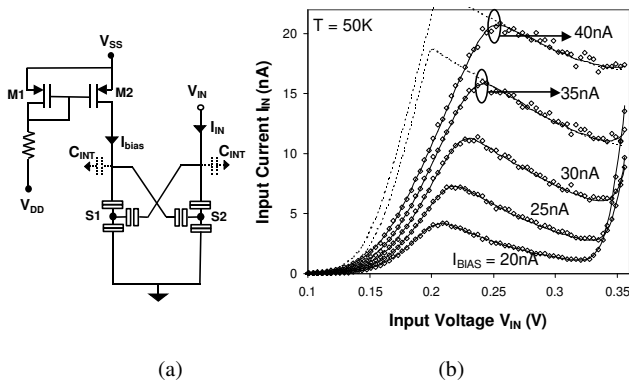 (a)
V_SS
M1
M2
V_IN
I_bias
I_IN
C_INT
C_INT
V_DD
S1
S2
(b)
Input Current I_IN (nA)
20
15
10
5
0
T = 50K
40nA
35nA
30nA
25nA
I_BIAS = 20nA
0.1
0.15
0.2
0.25
0.3
0.35
Input Voltage V_IN (V)
(a)
(b)